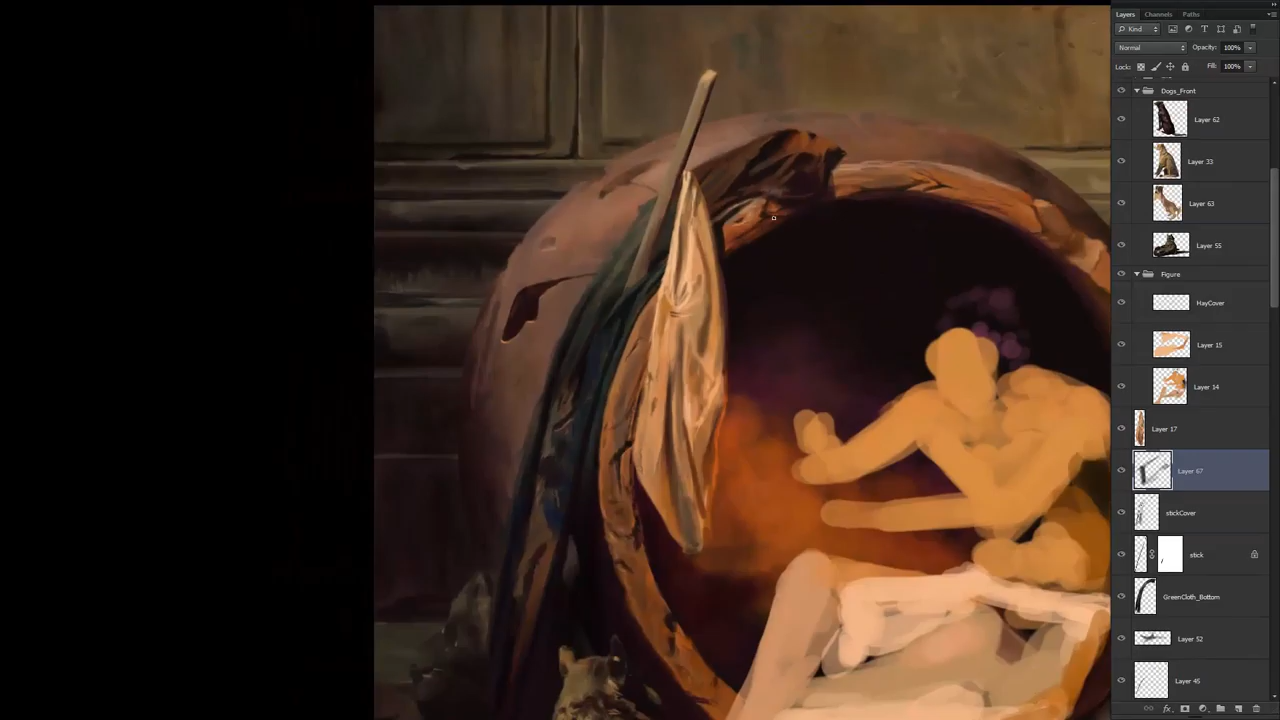 Layers Channels Paths
Kind
Normal Opacity: 100%
Lock: Fill: 100%
Dogs_Front
Layer 62
Layer 33
Layer 63
Layer 55
Figure
HayCover
Layer 15
Layer 14
Layer 17
Layer 67
stickCover
stick
GreenCloth_Bottom
Layer 52
Layer 45
fx